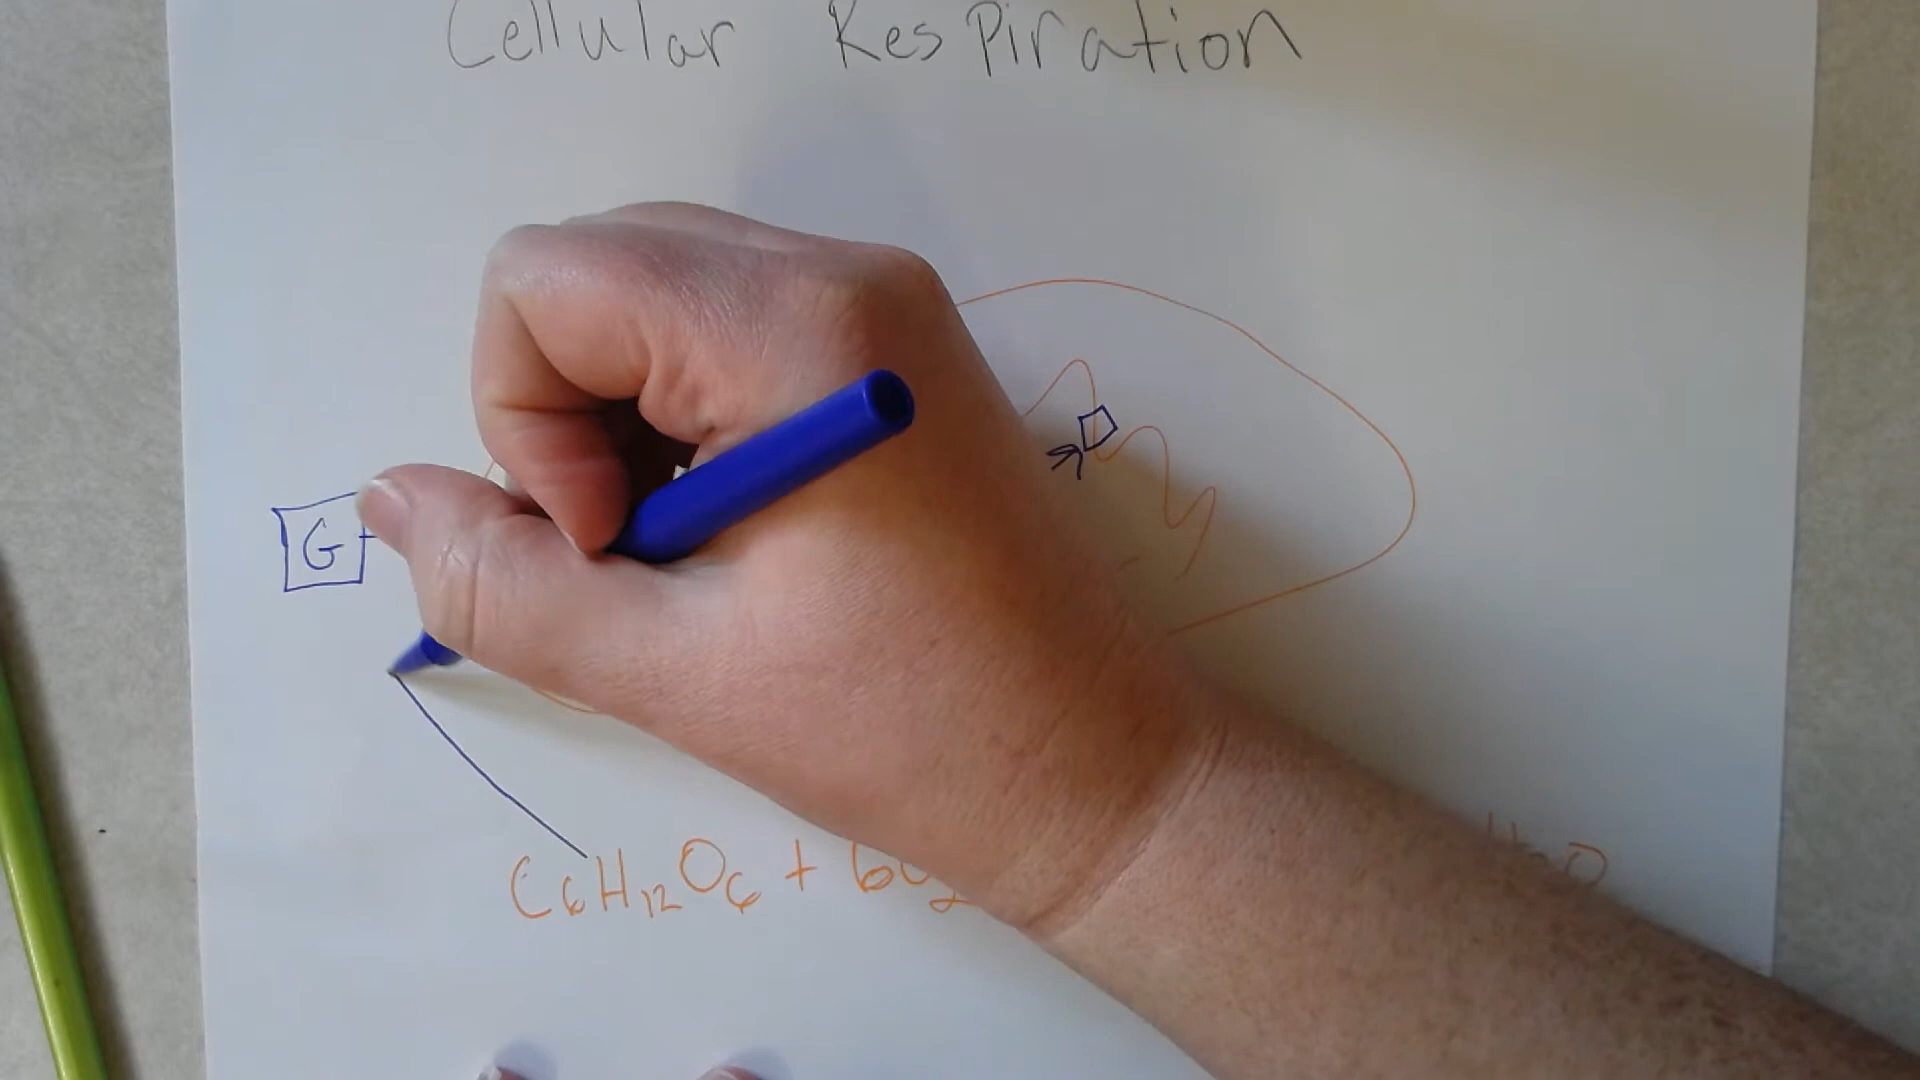 Cellular Respiration
G
C6H12O6 + 6O2